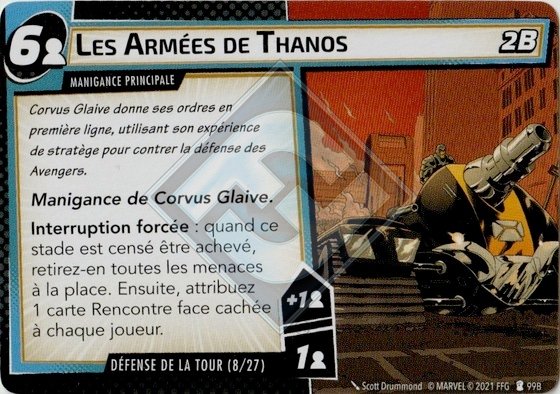 6
LES ARMÉES DE THANOS
2B
MANIGANCE PRINCIPALE
Corvus Glaive donne ses ordres en
première ligne, utilisant son expérience
de stratège pour contrer la défense des
Avengers.
Manigance de Corvus Glaive.
Interruption forcée : quand ce
stade est censé être achevé,
retirez-en toutes les menaces
à la place. Ensuite, attribuez
1 carte Rencontre face cachée
à chaque joueur.
+1
1
DÉFENSE DE LA TOUR (8/27)
Scott Drummond © MARVEL © 2021 FFG 99B